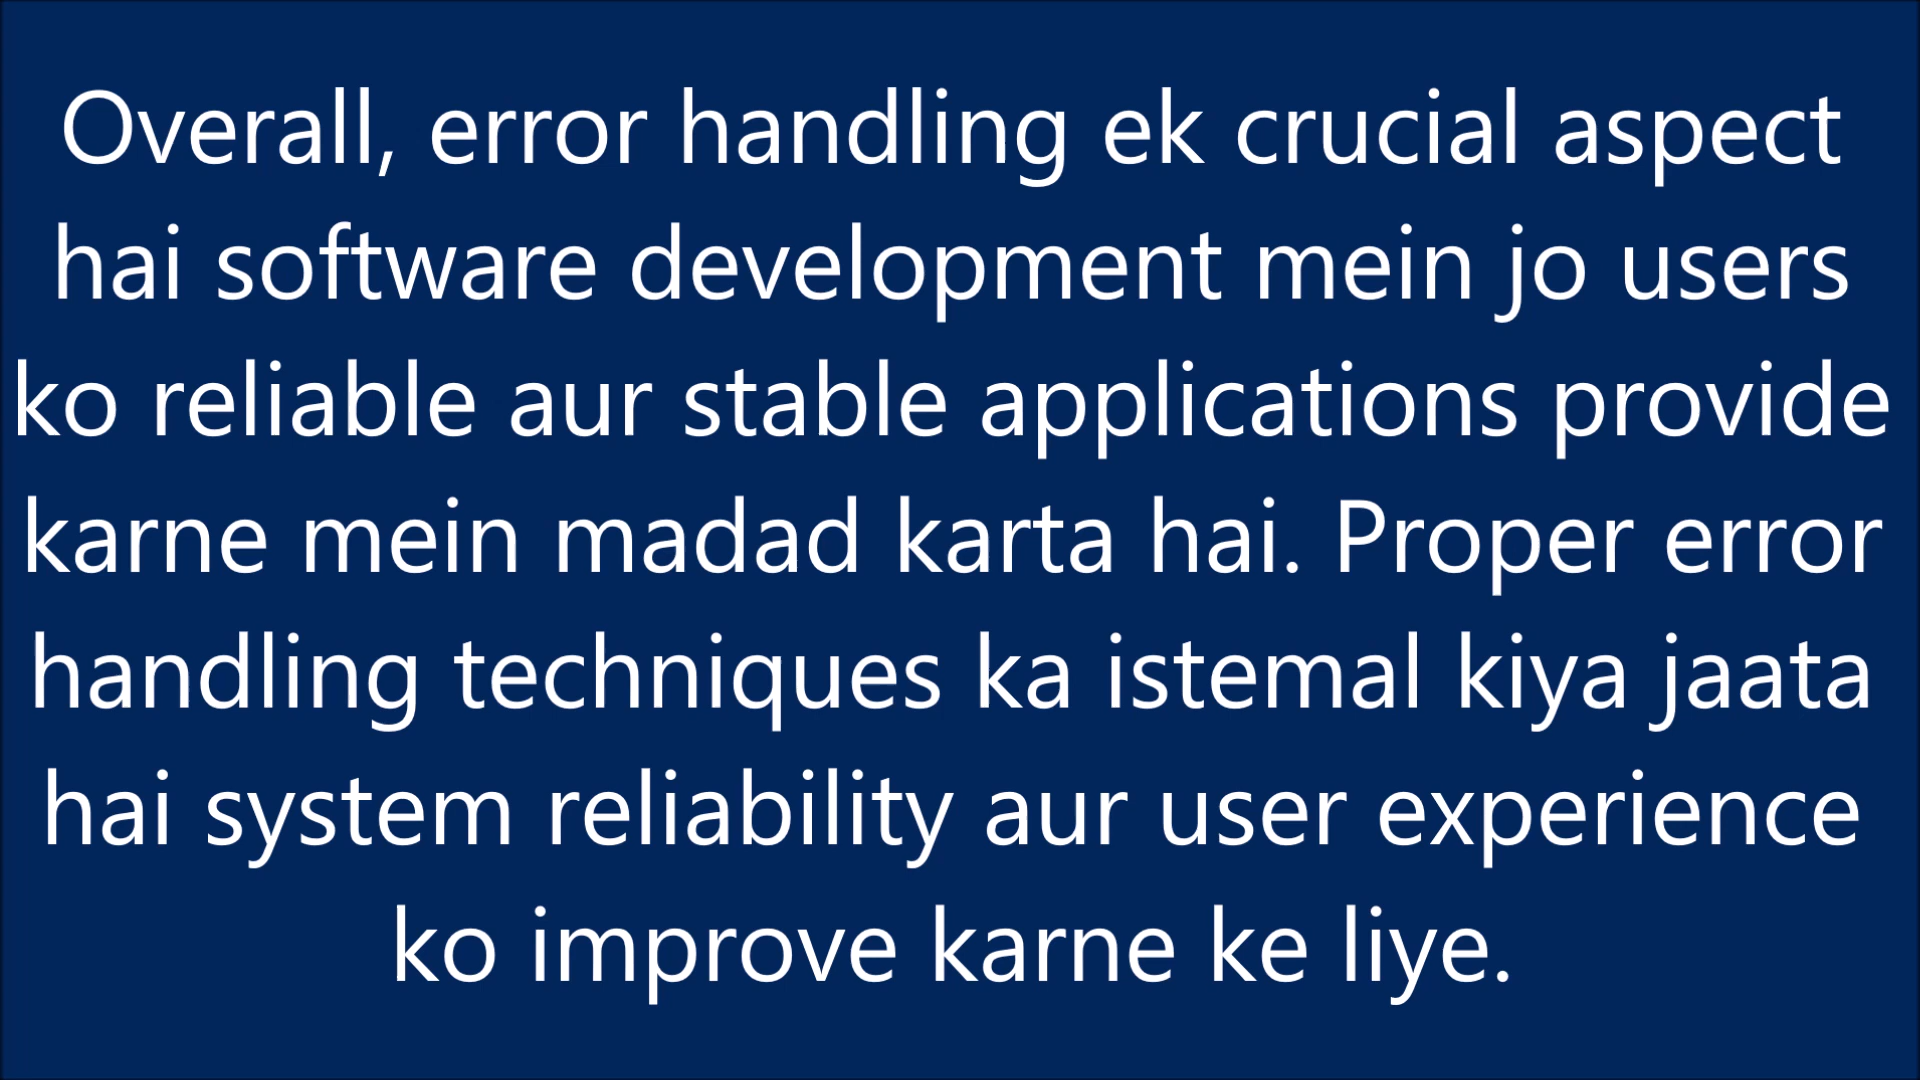 Overall, error handling ek crucial aspect
hai software development mein jo users
ko reliable aur stable applications provide
karne mein madad karta hai. Proper error
handling techniques ka istemal kiya jaata
hai system reliability aur user experience
ko improve karne ke liye.